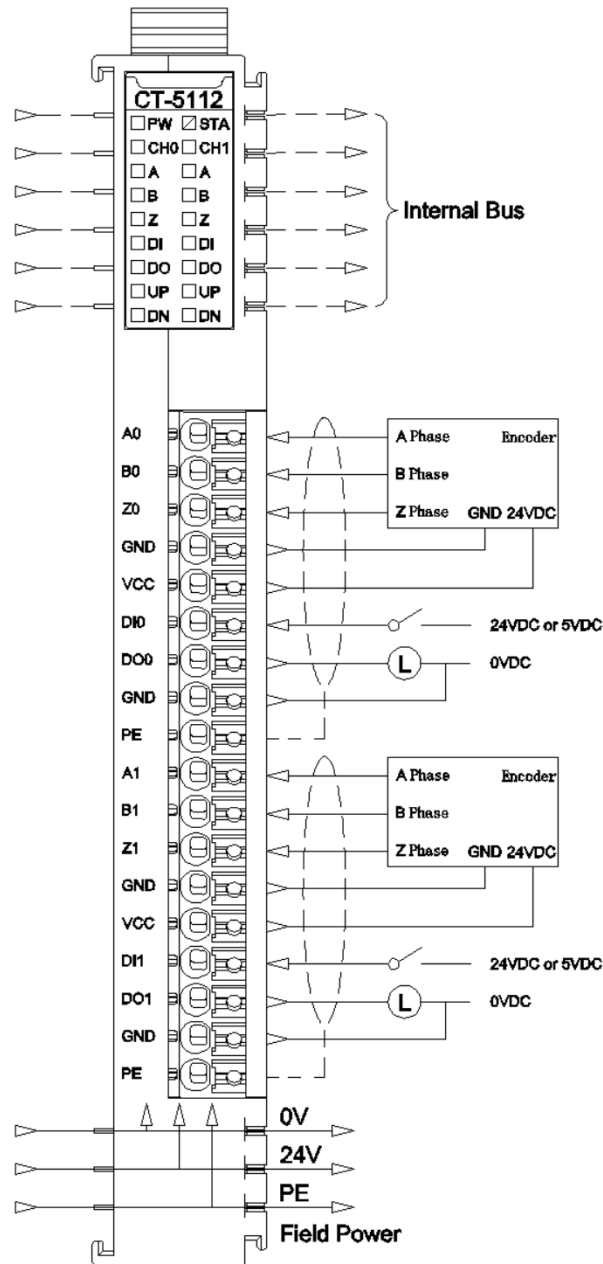 CT-5112
PW STA
CH0 CH1
A A
B B
Z Z
DI DI
DO DO
UP UP
DN DN
Internal Bus
A0
B0
Z0
GND
VCC
DI0
DO0
GND
PE
A Phase Encoder
B Phase
Z Phase GND 24VDC
24VDC or 5VDC
L 0VDC
A1
B1
Z1
GND
VCC
DI1
DO1
GND
PE
A Phase Encoder
B Phase
Z Phase GND 24VDC
24VDC or 5VDC
L 0VDC
0V
24V
PE
Field Power